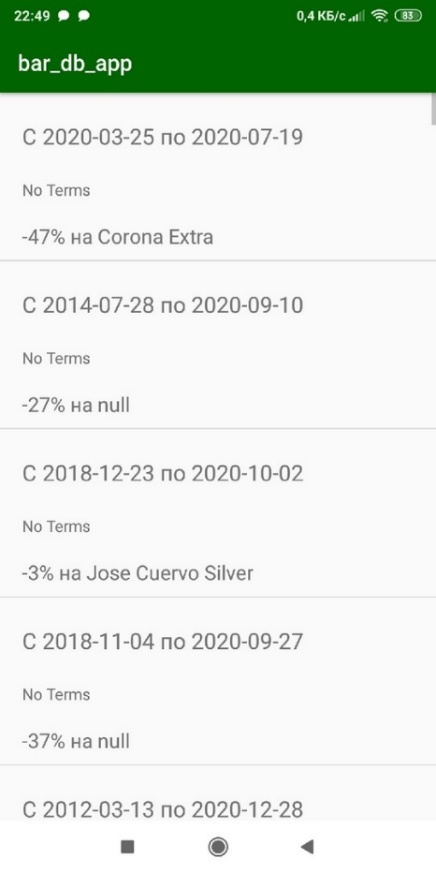 22:49 0,4 КБ/с 83
bar_db_app
С 2020-03-25 по 2020-07-19
No Terms
-47% на Corona Extra
С 2014-07-28 по 2020-09-10
No Terms
-27% на null
С 2018-12-23 по 2020-10-02
No Terms
-3% на Jose Cuervo Silver
С 2018-11-04 по 2020-09-27
No Terms
-37% на null
С 2012-03-13 по 2020-12-28